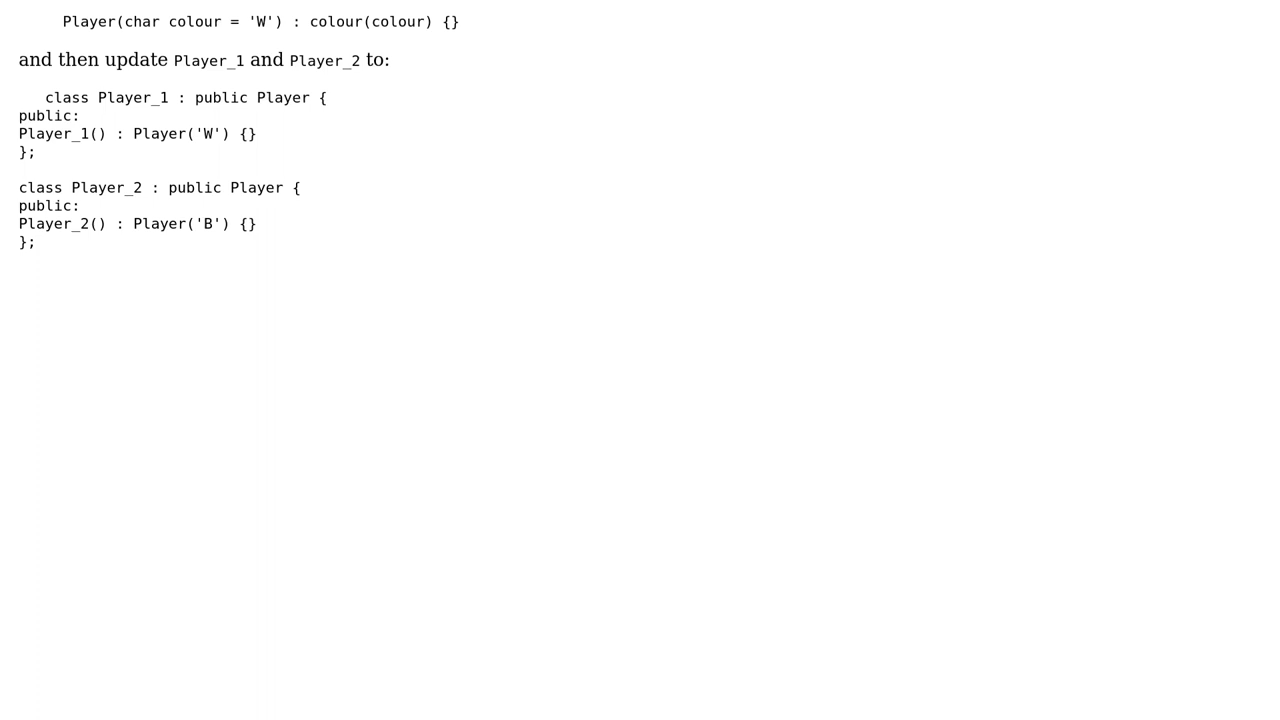 Player(char colour = 'W') : colour(colour) {}
and then update Player_1 and Player_2 to:
class Player_1 : public Player {
public:
Player_1() : Player('W') {}
};
class Player_2 : public Player {
public:
Player_2() : Player('B') {}
};